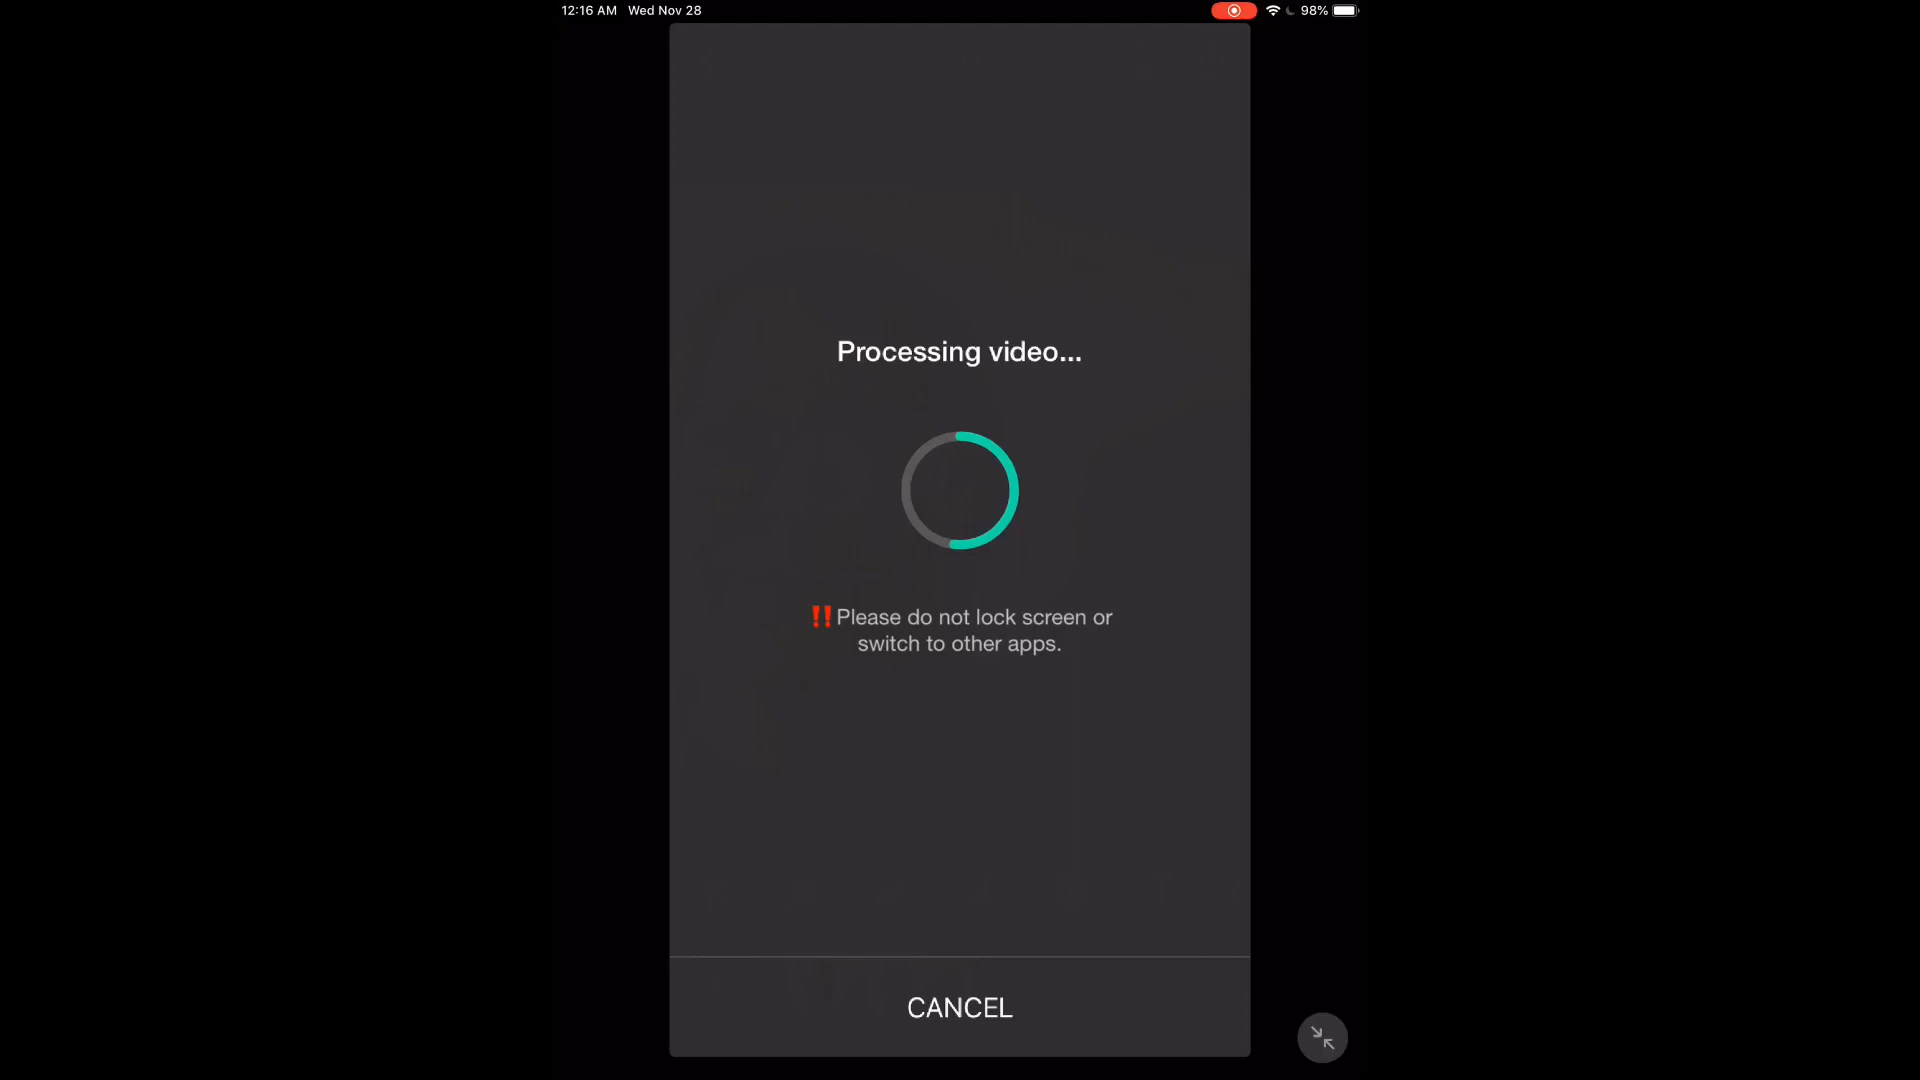 12:16 AM Wed Nov 28 98%
Processing video...
‼️Please do not lock screen or
switch to other apps.
CANCEL